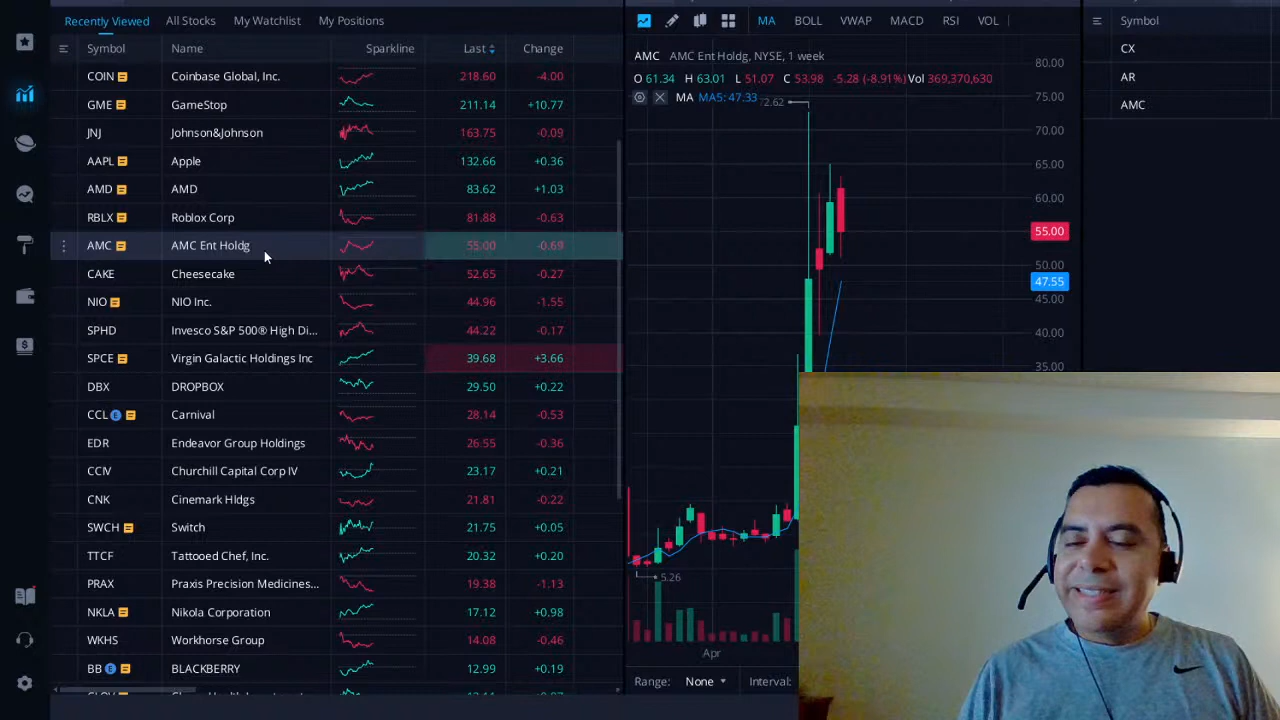 Recently Viewed All Stocks My Watchlist My Positions
Symbol Name Sparkline Last Change
COIN Coinbase Global, Inc. 218.60 -4.00
GME GameStop 211.14 +10.77
JNJ Johnson&Johnson 163.75 -0.09
AAPL Apple 132.66 +0.36
AMD AMD 83.62 +1.03
RBLX Roblox Corp 81.88 -0.63
AMC AMC Ent Holdg 55.00 -0.69
CAKE Cheesecake 52.65 -0.27
NIO NIO Inc. 44.96 -1.55
SPHD Invesco S&P 500® High Di... 44.22 -0.17
SPCE Virgin Galactic Holdings Inc 39.68 +3.66
DBX DROPBOX 29.50 +0.22
CCL E Carnival 28.14 -0.53
EDR Endeavor Group Holdings 26.55 -0.36
CCIV Churchill Capital Corp IV 23.17 +0.21
CNK Cinemark Hldgs 21.81 -0.22
SWCH Switch 21.75 +0.05
TTCF Tattooed Chef, Inc. 20.32 +0.20
PRAX Praxis Precision Medicines... 19.38 -1.13
NKLA Nikola Corporation 17.12 +0.98
WKHS Workhorse Group 14.08 -0.46
BB E BLACKBERRY 12.99 +0.19
MA BOLL VWAP MACD RSI VOL
AMC AMC Ent Holdg, NYSE, 1 week
O 61.34 H 63.01 L 51.07 C 53.98 -5.28 (-8.91%) Vol 369,370,630
MA MA5: 47.33
72.62
80.00
75.00
70.00
65.00
60.00
55.00
50.00
47.55
45.00
40.00
35.00
5.26
Apr
Range: None Interval:
Symbol
CX
AR
AMC